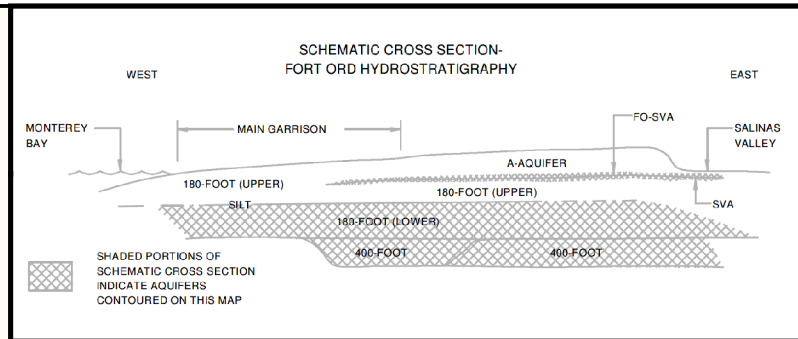 SCHEMATIC CROSS SECTION-
FORT ORD HYDROSTRATIGRAPHY
WEST
EAST
FO-SVA
MONTEREY
BAY
MAIN GARRISON
SALINAS
VALLEY
A-AQUIFER
180-FOOT (UPPER)
180-FOOT (UPPER)
SILT
SVA
180-FOOT (LOWER)
400-FOOT
400-FOOT
SHADED PORTIONS OF
SCHEMATIC CROSS SECTION
INDICATE AQUIFERS
CONTOURED ON THIS MAP